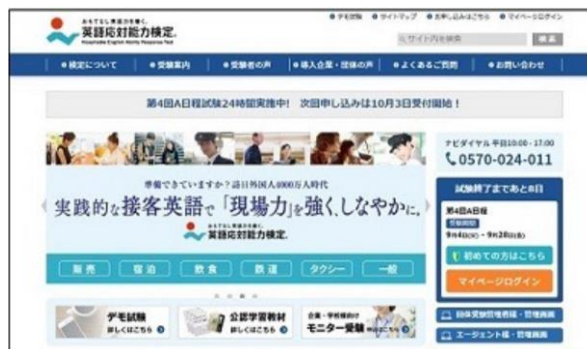 デモ試験 サイトマップ お申し込みはこちら マイページログイン
おもてなし英語力を磨く。
英語応対能力検定。
Hospitable English Ability Response Test
サイト内を検索 検索
検定について 受験案内 受験者の声 導入企業・団体の声 よくあるご質問 お問い合わせ
第4回A日程試験24時間実施中! 次回申し込みは10月3日受付開始!
準備できていますか?訪日外国人4000万人時代
実践的な接客英語で「現場力」を強く、しなやかに。
英語応対能力検定。
販売 宿泊 飲食 鉄道 タクシー 一般
ナビダイヤル 平日10:00 - 17:00
0570-024-011
試験終了まであと8日
第4回A日程
受験期間
9月4日(火) - 9月28日(金)
初めての方はこちら
マイページログイン
団体受験管理者様・管理画面
エージェント様・管理画面
デモ試験
詳しくはこちら
公認学習教材
詳しくはこちら
企業・学校様向け
モニター受験